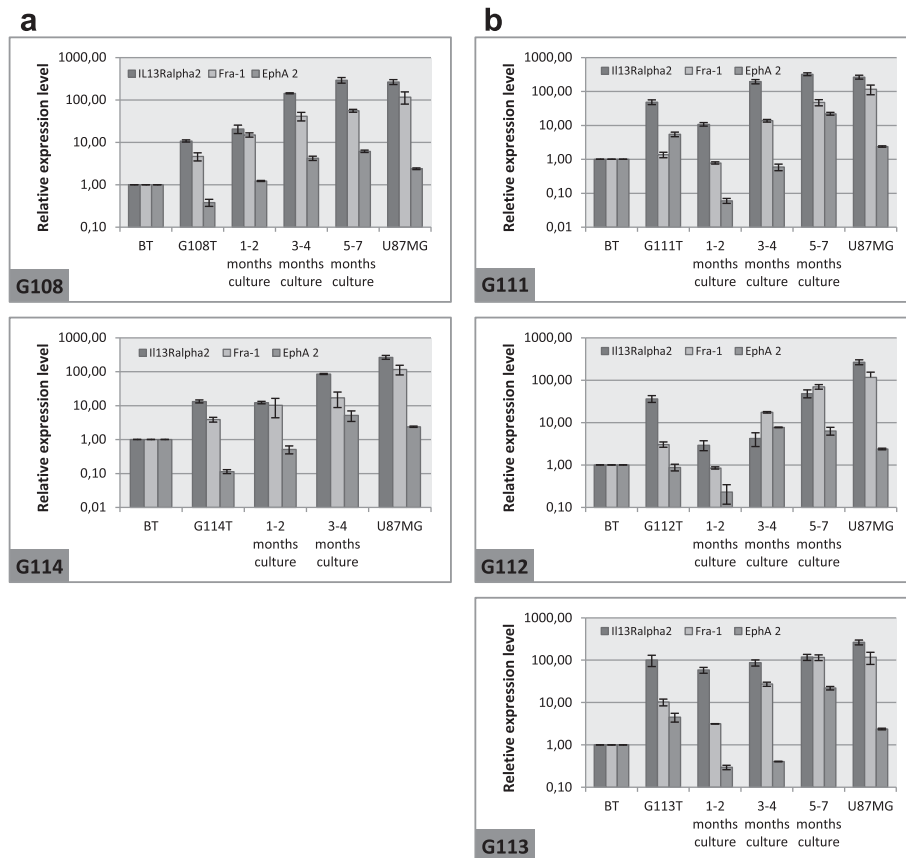 a
b
Reletive expression level
1000,00
100,00
10,00
1,00
0,10
IL13Ralpha2 Fra-1 EphA 2
BT G108T 1-2 3-4 5-7 U87MG
months months months
culture culture culture
G108
Reletive expression level
1000,00
100,00
10,00
1,00
0,10
0,01
Il13Ralpha2 Fra-1 EphA 2
BT G111T 1-2 3-4 5-7 U87MG
months months months
culture culture culture
G111
Reletive expression level
1000,00
100,00
10,00
1,00
0,10
0,01
Il13Ralpha2 Fra-1 EphA 2
BT G114T 1-2 3-4 U87MG
months months
culture culture
G114
Reletive expression level
1000,00
100,00
10,00
1,00
0,10
Il13Ralpha2 Fra-1 EphA 2
BT G112T 1-2 3-4 5-7 U87MG
months months months
culture culture culture
G112
Reletive expression level
1000,00
100,00
10,00
1,00
0,10
Il13Ralpha2 Fra-1 EphA 2
BT G113T 1-2 3-4 5-7 U87MG
months months months
culture culture culture
G113